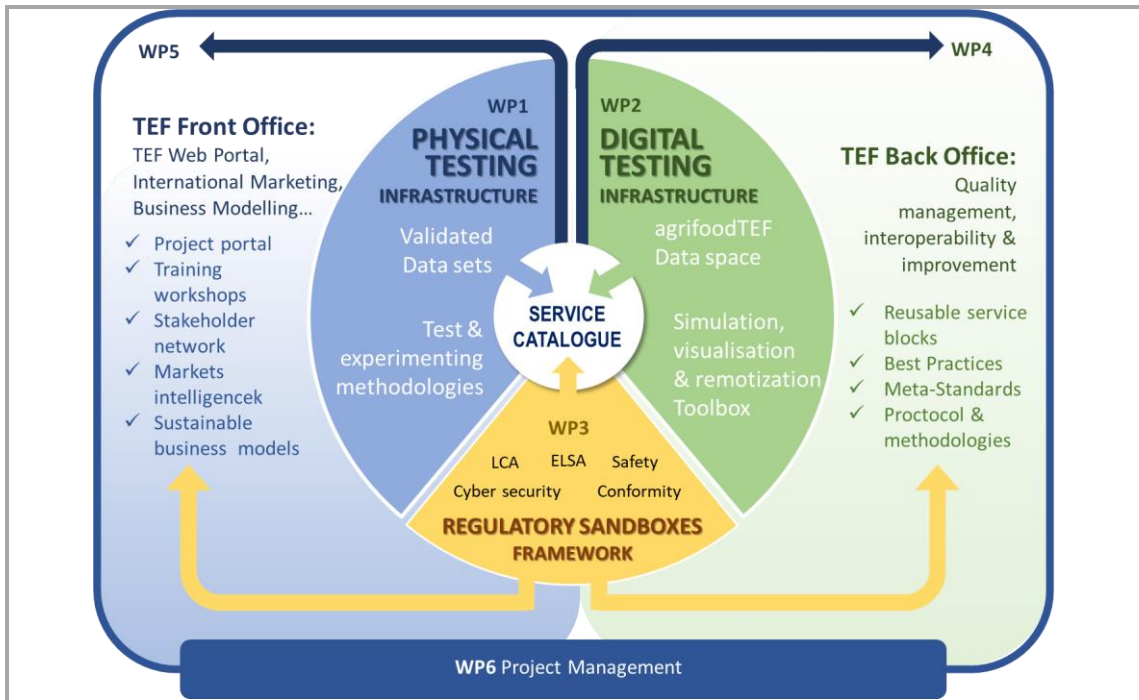 WP5
WP4
TEF Front Office:
TEF Web Portal,
International Marketing,
Business Modelling...
✓ Project portal
✓ Training
workshops
✓ Stakeholder
network
✓ Markets
intelligencek
✓ Sustainable
business models
WP1
PHYSICAL
TESTING
INFRASTRUCTURE
Validated
Data sets
Test &
experimenting
methodologies
WP2
DIGITAL
TESTING
INFRASTRUCTURE
agrifoodTEF
Data space
Simulation,
visualisation
& remotization
Toolbox
SERVICE
CATALOGUE
WP3
LCA ELSA Safety
Cyber security Conformity
REGULATORY SANDBOXES
FRAMEWORK
TEF Back Office:
Quality
management,
interoperability &
improvement
✓ Reusable service
blocks
✓ Best Practices
✓ Meta-Standards
✓ Proctocol &
methodologies
WP6 Project Management